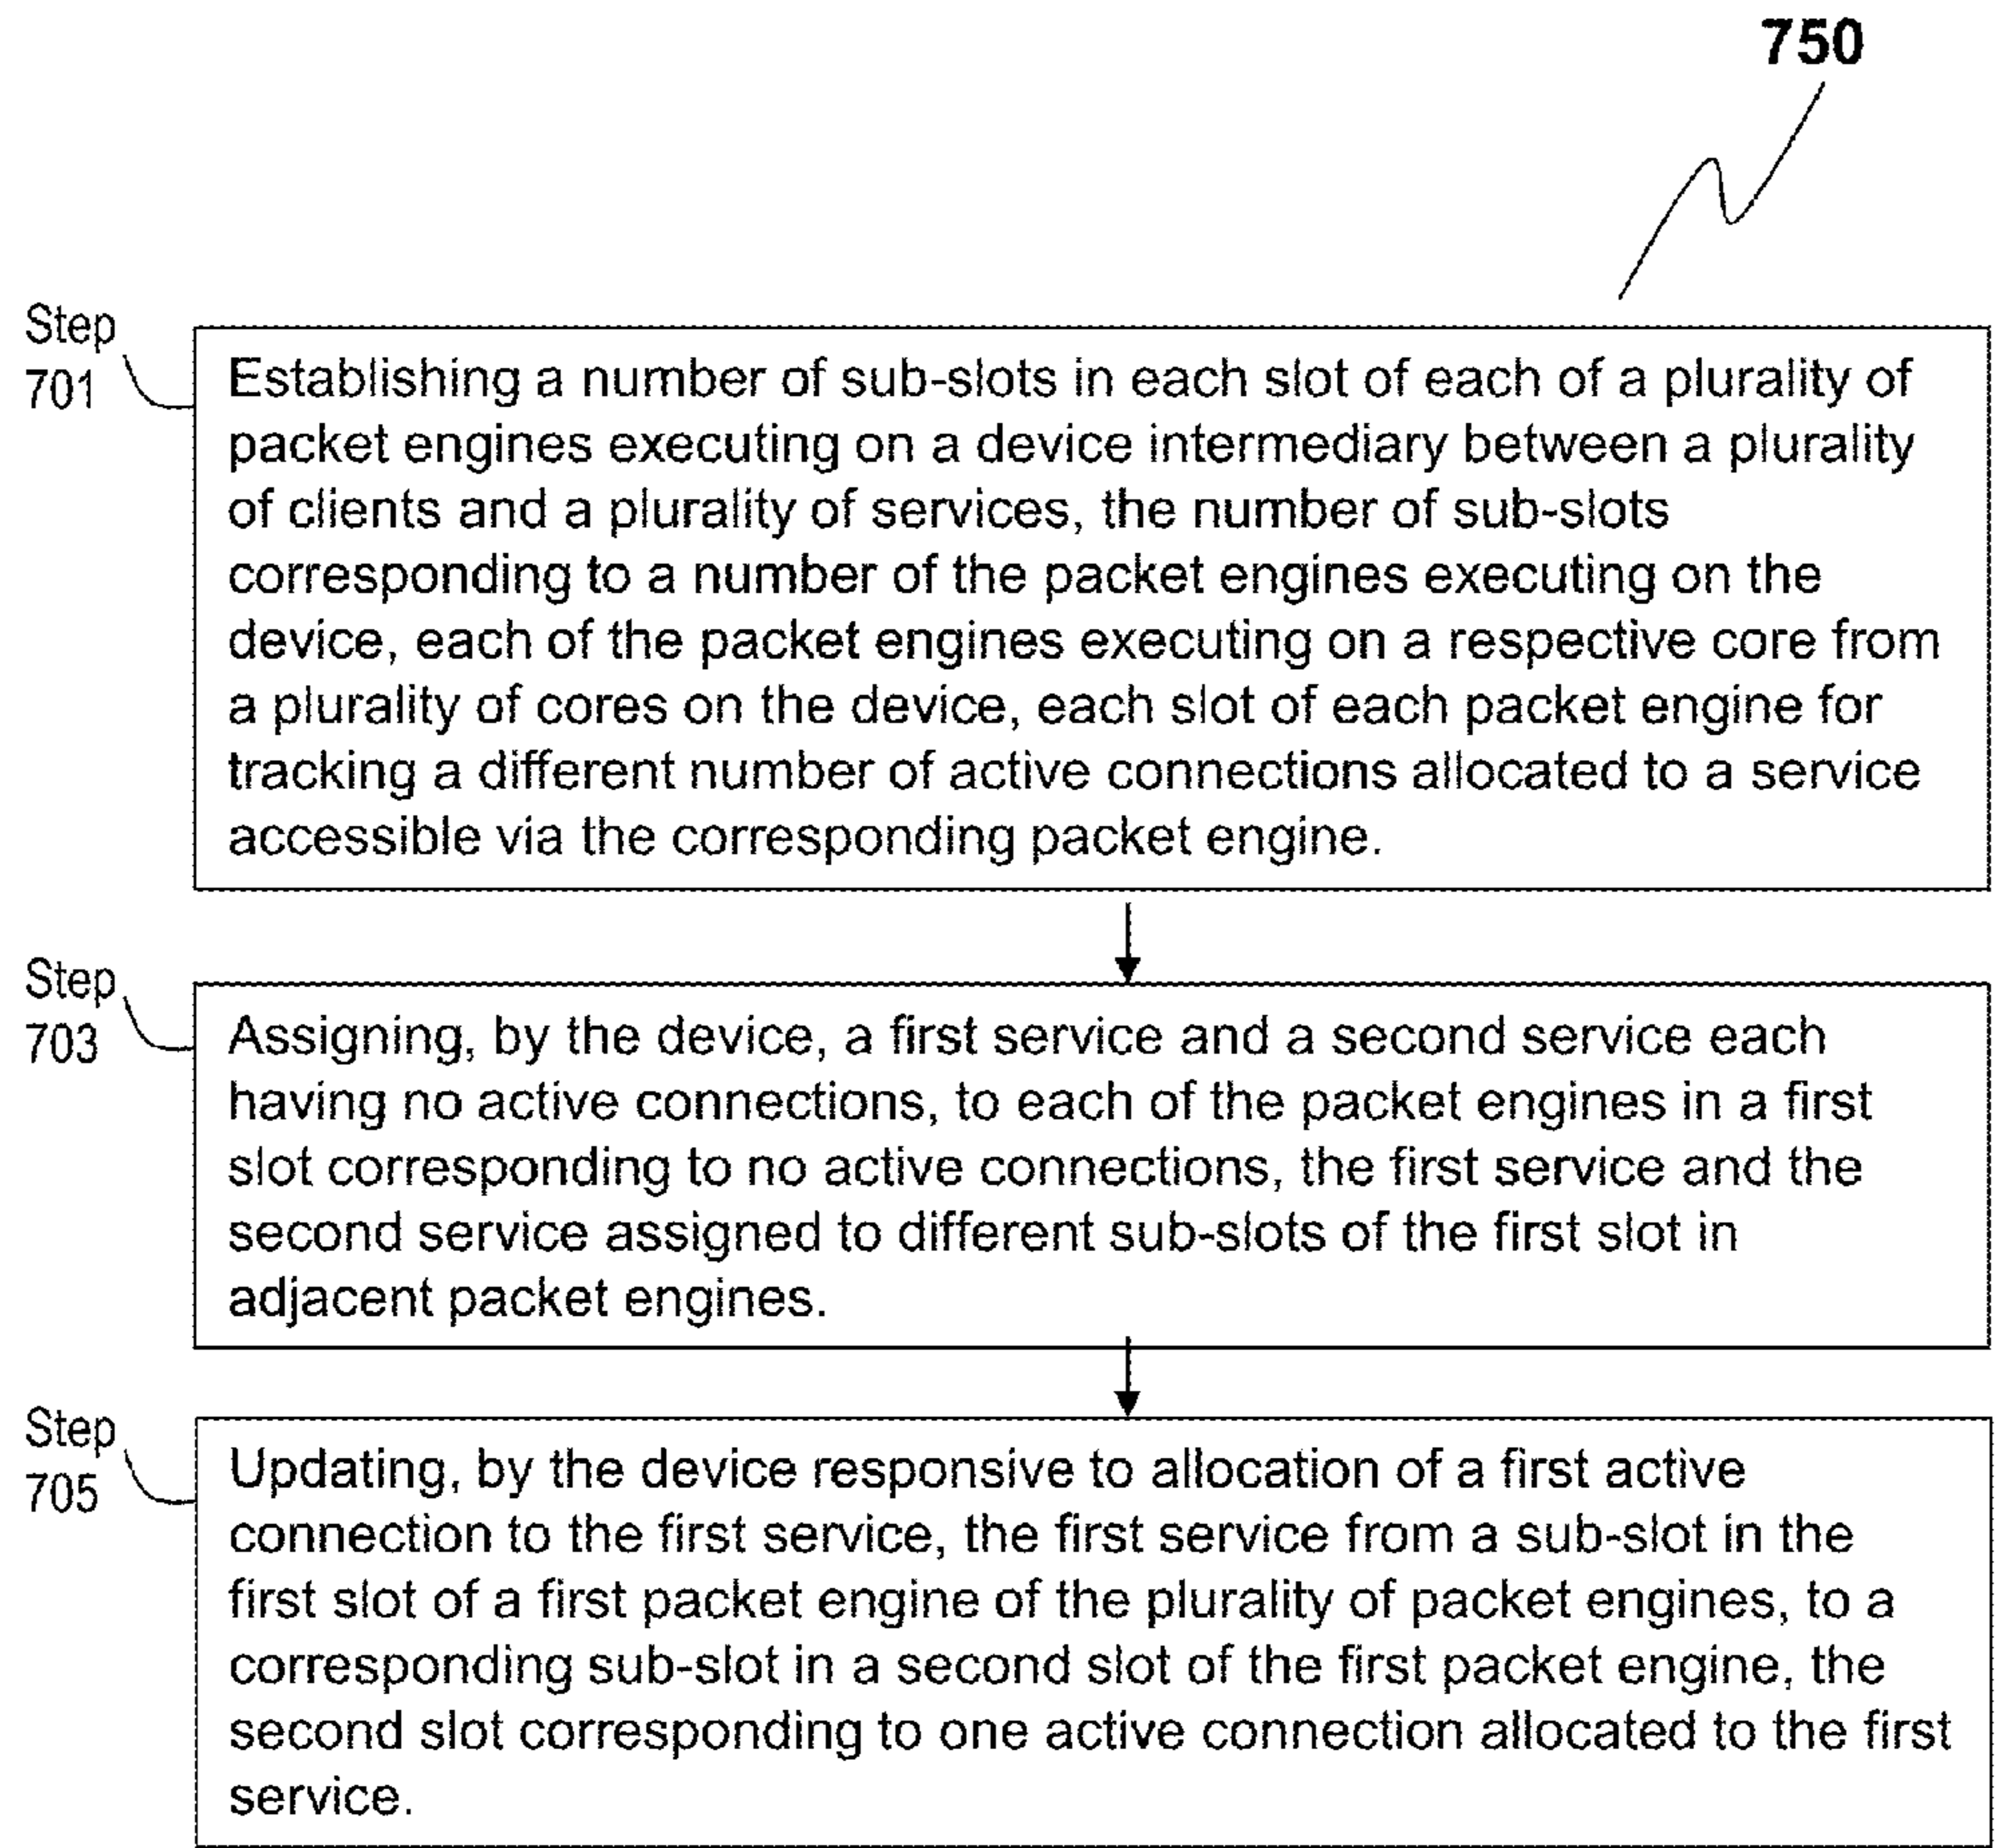 750
Step
701
Establishing a number of sub-slots in each slot of each of a plurality of
packet engines executing on a device intermediary between a plurality
of clients and a plurality of services, the number of sub-slots
corresponding to a number of the packet engines executing on the
device, each of the packet engines executing on a respective core from
a plurality of cores on the device, each slot of each packet engine for
tracking a different number of active connections allocated to a service
accessible via the corresponding packet engine.
Step
703
Assigning, by the device, a first service and a second service each
having no active connections, to each of the packet engines in a first
slot corresponding to no active connections, the first service and the
second service assigned to different sub-slots of the first slot in
adjacent packet engines.
Step
705
Updating, by the device responsive to allocation of a first active
connection to the first service, the first service from a sub-slot in the
first slot of a first packet engine of the plurality of packet engines, to a
corresponding sub-slot in a second slot of the first packet engine, the
second slot corresponding to one active connection allocated to the first
service.